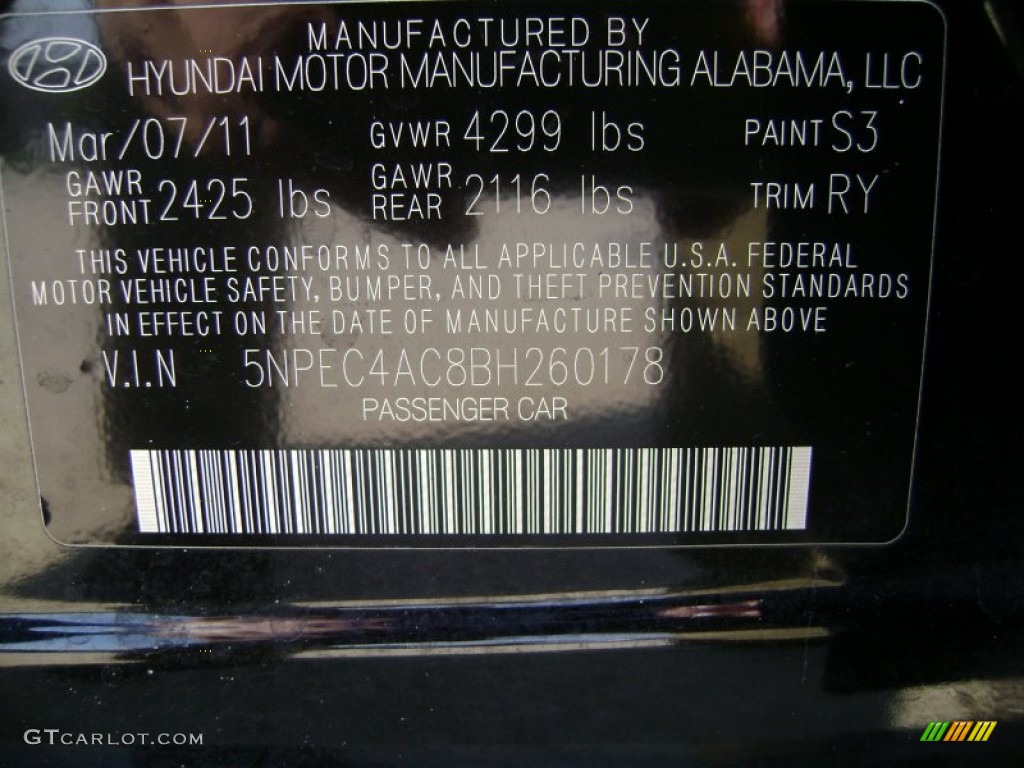 MANUFACTURED BY
HYUNDAI MOTOR MANUFACTURING ALABAMA, LLC
Mar/07/11 GVWR 4299 lbs PAINT S3
GAWR FRONT 2425 lbs GAWR REAR 2116 lbs TRIM RY
THIS VEHICLE CONFORMS TO ALL APPLICABLE U.S.A. FEDERAL
MOTOR VEHICLE SAFETY, BUMPER, AND THEFT PREVENTION STANDARDS
IN EFFECT ON THE DATE OF MANUFACTURE SHOWN ABOVE
V.I.N 5NPEC4AC8BH260178
PASSENGER CAR
GTCARLOT.COM